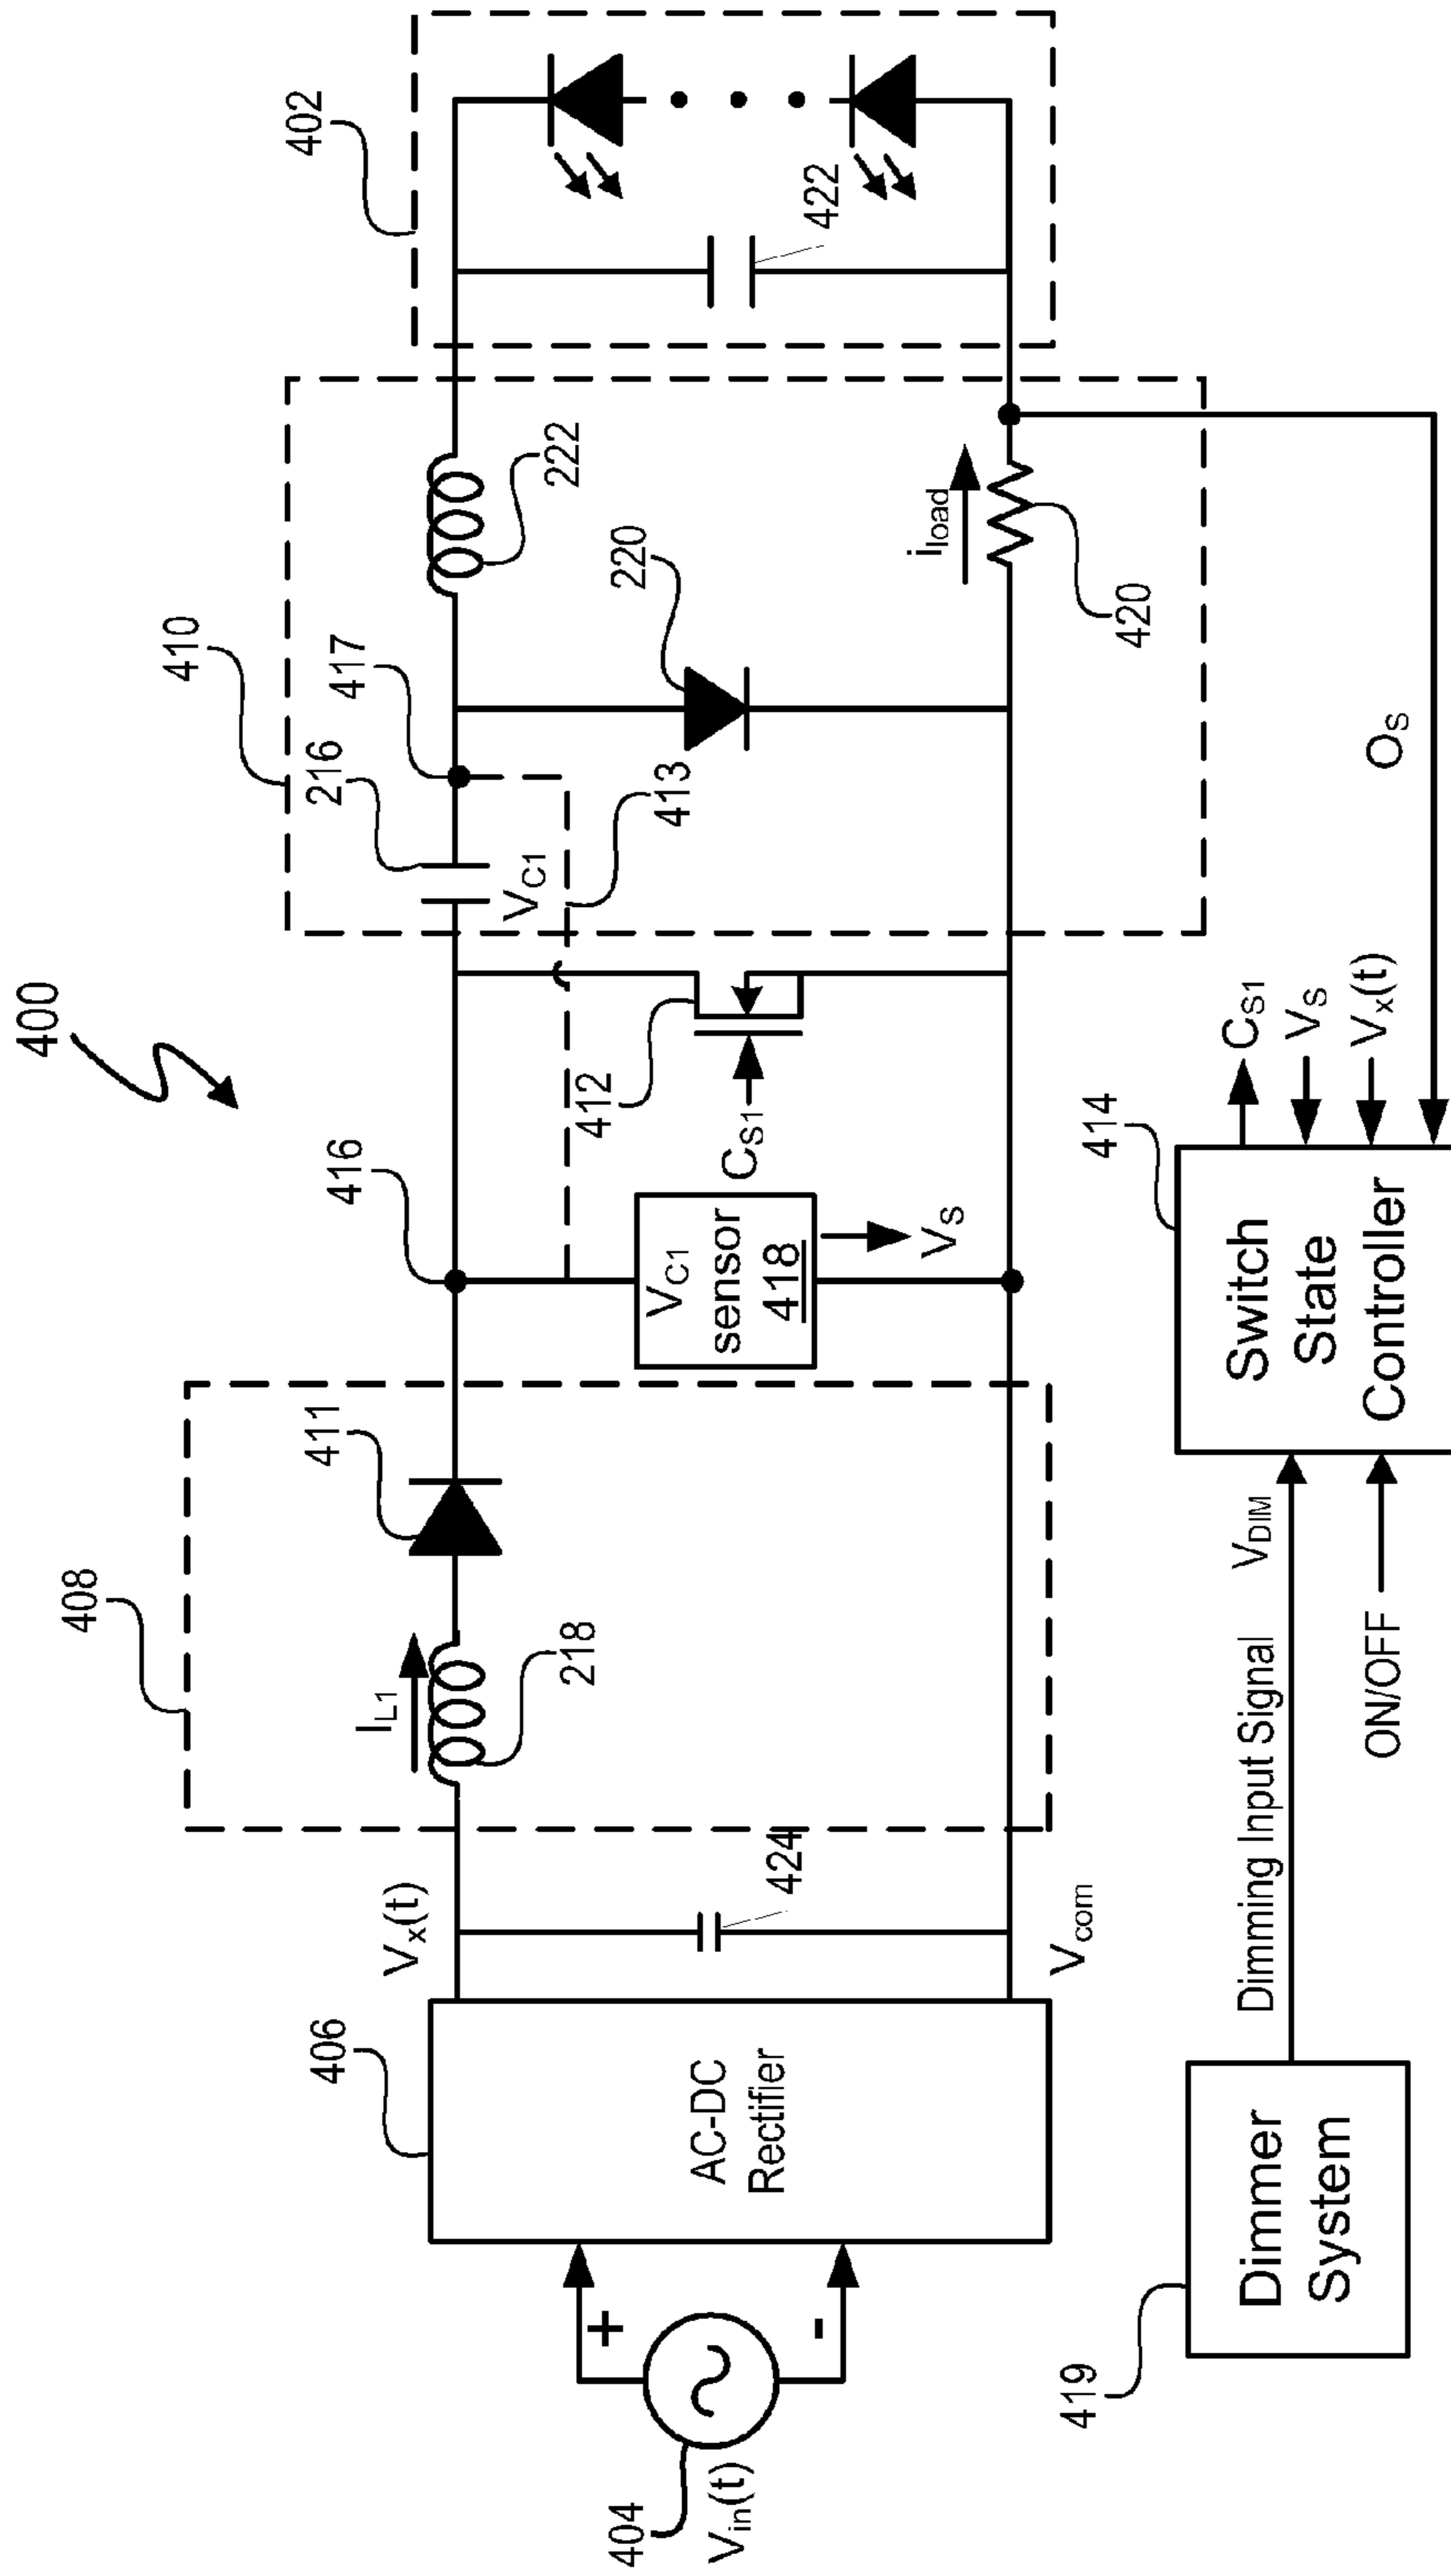 400
402
408
410
411
416
216
417
413
220
222
406
I_L1
218
V_x(t)
424
V_com
AC-DC
Rectifier
404
V_in(t)
+
-
V_C1
sensor
418
V_S
412
C_S1
V_C1
i_load
420
422
O_S
419
Dimmer
System
Dimming Input Signal
V_DIM
ON/OFF
414
Switch
State
Controller
C_S1
V_S
V_x(t)